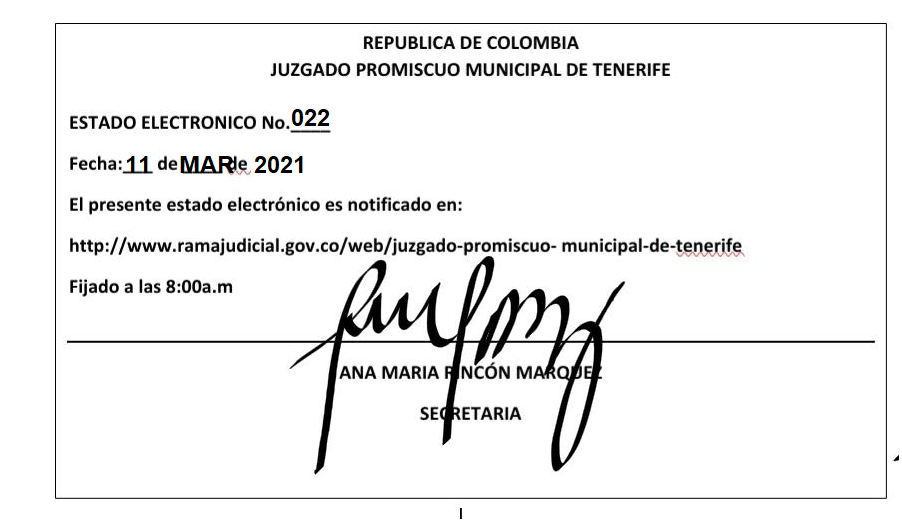 REPUBLICA DE COLOMBIA
JUZGADO PROMISCUO MUNICIPAL DE TENERIFE
ESTADO ELECTRONICO No. 022
Fecha: 11 de MAR de 2021
El presente estado electrónico es notificado en:
http://www.ramajudicial.gov.co/web/juzgado-promiscuo- municipal-de-tenerife
Fijado a las 8:00a.m
ANA MARIA RINCÓN MARQUEZ
SECRETARIA